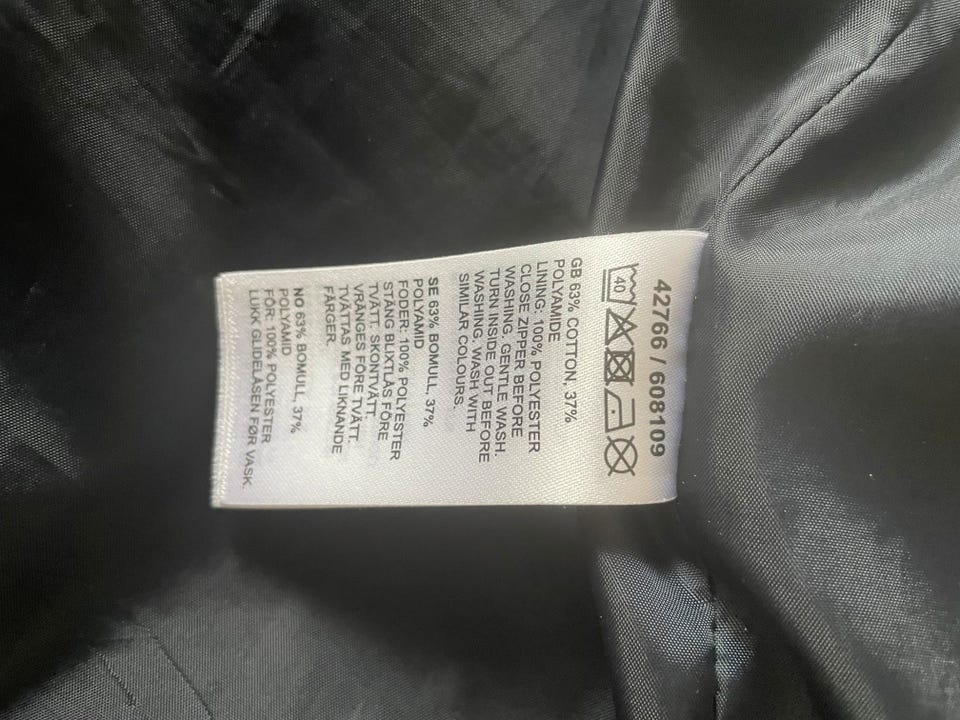 42766 / 608109
40
GB 63% COTTON, 37%
POLYAMIDE
LINING: 100% POLYESTER
CLOSE ZIPPER BEFORE
WASHING. GENTLE WASH.
TURN INSIDE OUT BEFORE
WASHING. WASH WITH
SIMILAR COLOURS.
SE 63% BOMULL, 37%
POLYAMID
FODER: 100% POLYESTER
STÄNG BLIXTLÅS FÖRE
TVÄTT. SKONTVÄTT.
VRÄNGES FÖRE TVÄTT.
TVÄTTAS MED LIKNANDE
FÄRGER.
NO 63% BOMULL, 37%
POLYAMID
FÓR: 100% POLYESTER
LUKK GLIDELÅSEN FØR VASK.